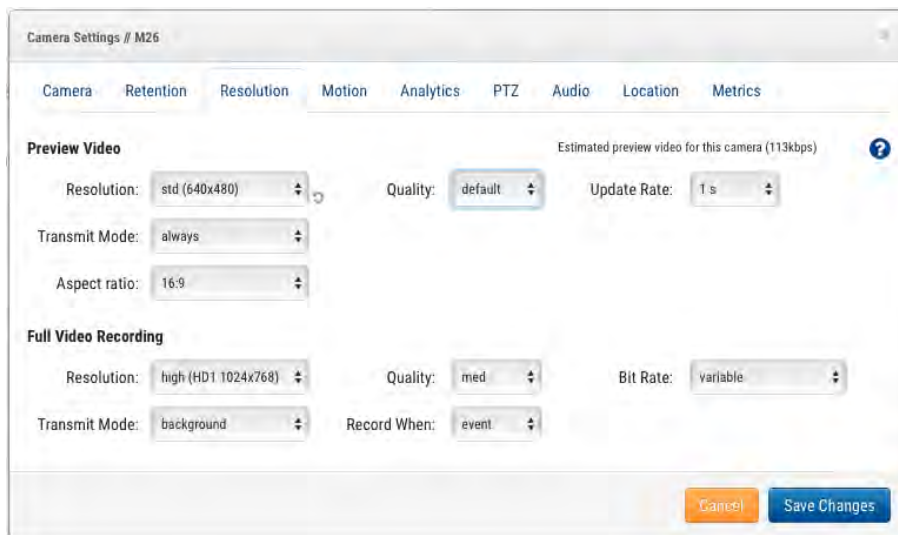 Camera Settings // M26
Camera Retention Resolution Motion Analytics PTZ Audio Location Metrics
Preview Video Estimated preview video for this camera (113kbps) ?
Resolution: std (640x480) Quality: default Update Rate: 1 s
Transmit Mode: always
Aspect ratio: 16:9
Full Video Recording
Resolution: high (HD1 1024x768) Quality: med Bit Rate: variable
Transmit Mode: background Record When: event
Cancel Save Changes